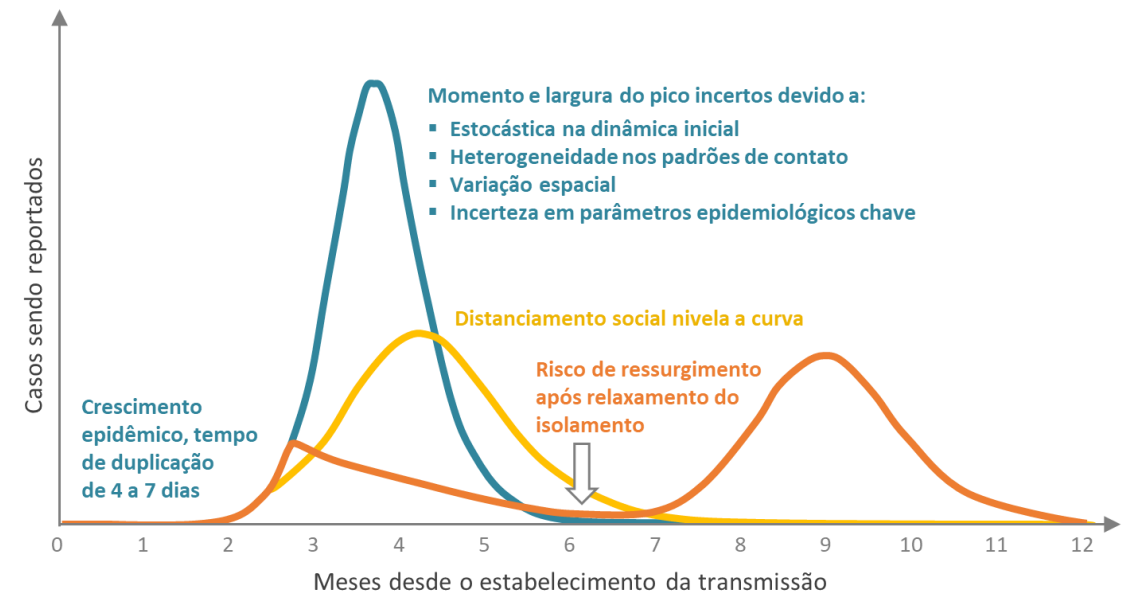 Momento e largura do pico incertos devido a:
▪ Estocástica na dinâmica inicial
▪ Heterogeneidade nos padrões de contato
▪ Variação espacial
▪ Incerteza em parâmetros epidemiológicos chave
Distanciamento social nivela a curva
Risco de ressurgimento
após relaxamento do
isolamento
Crescimento
epidêmico, tempo
de duplicação
de 4 a 7 dias
Casos sendo reportados
0 1 2 3 4 5 6 7 8 9 10 11 12
Meses desde o estabelecimento da transmissão